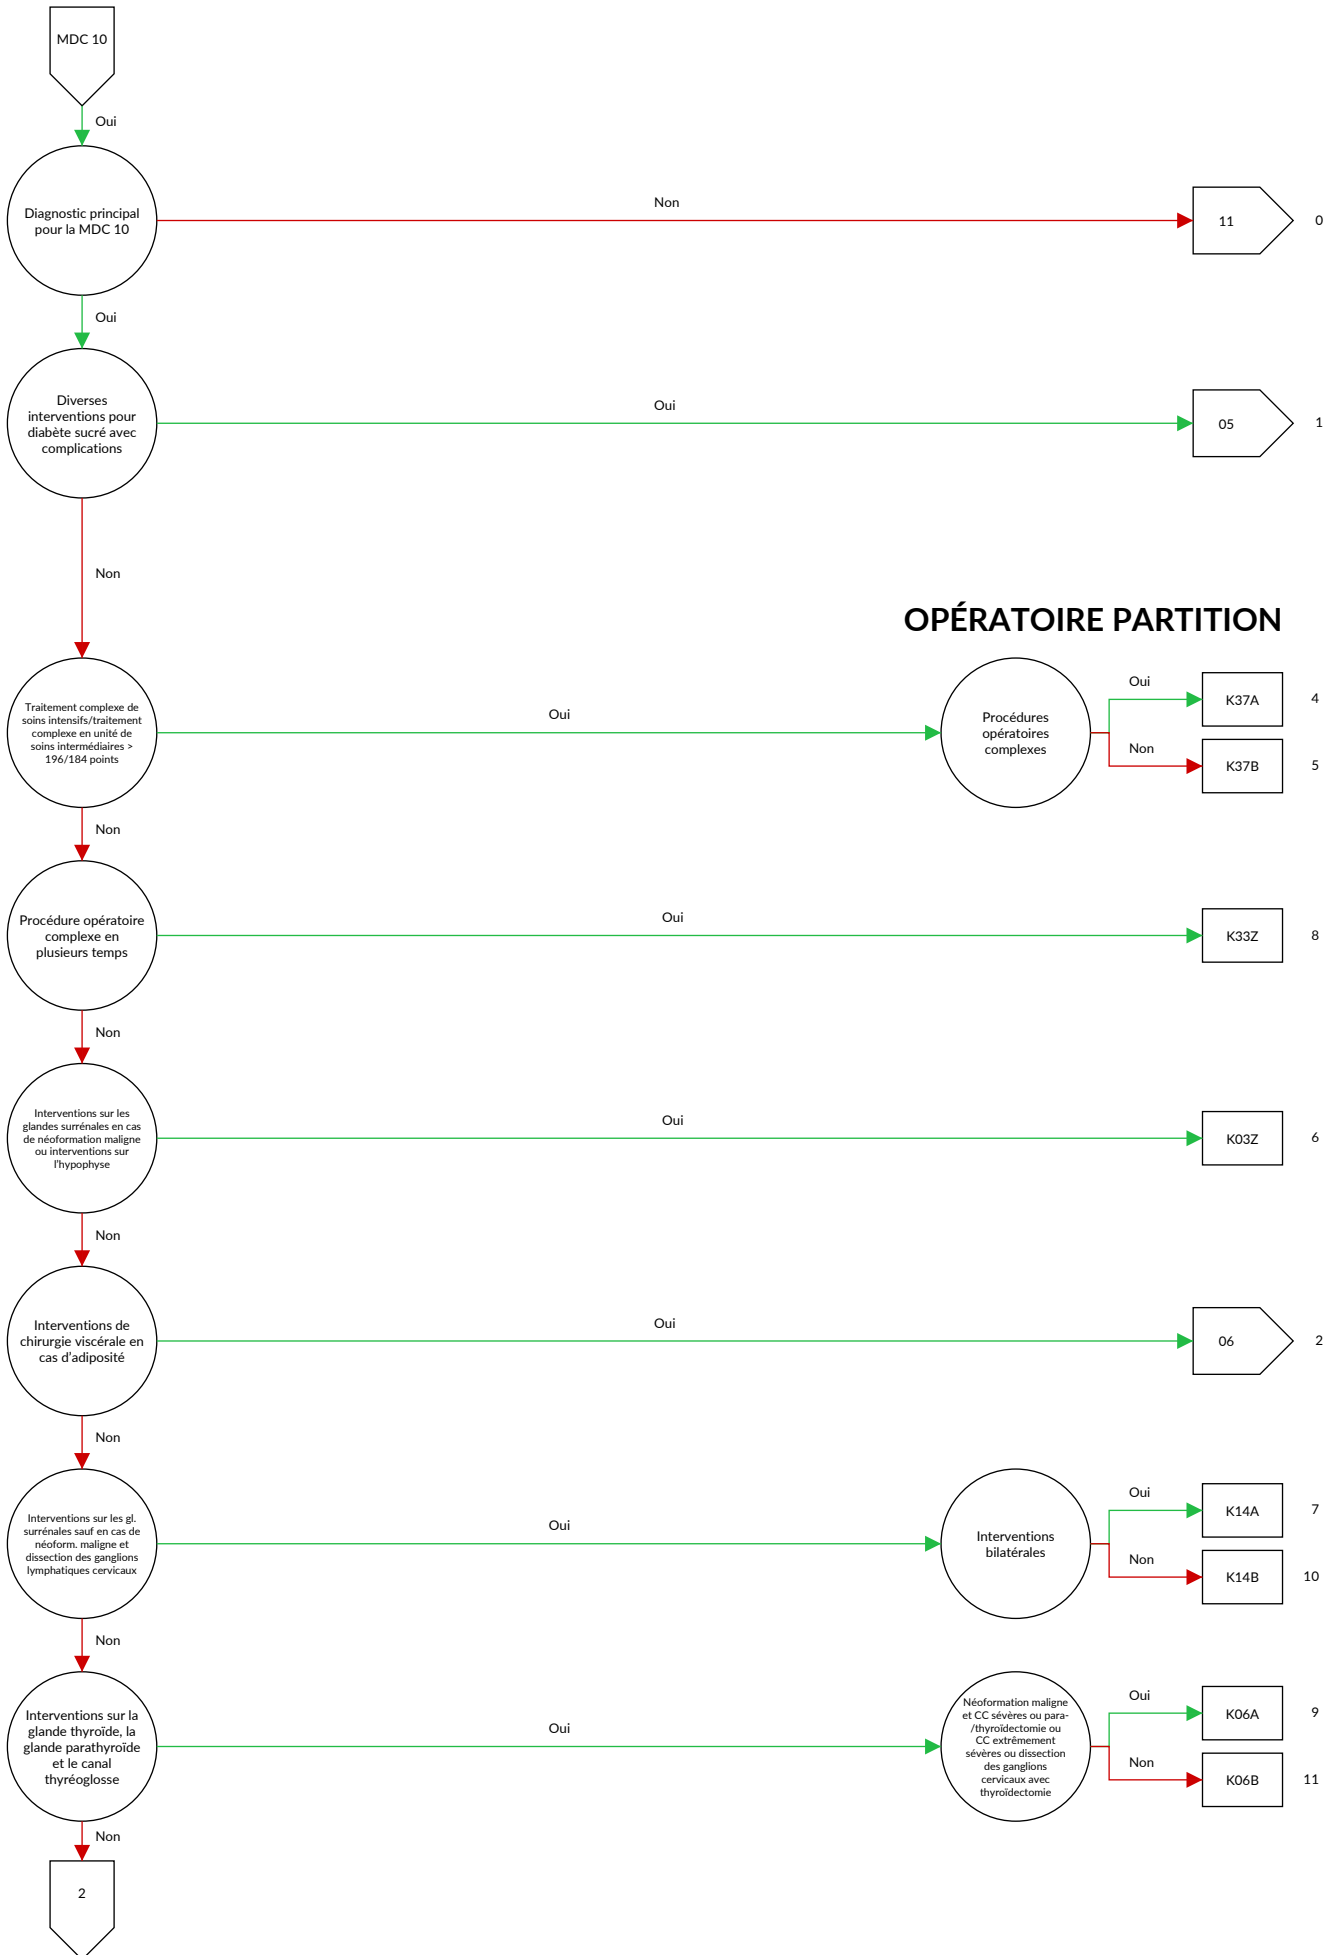 MDC 10
Oui
Diagnostic principal
pour la MDC 10
Non
11
0
Oui
Diverses
interventions pour
diabète sucré avec
complications
Oui
05
1
Non
OPÉRATOIRE PARTITION
Traitement complexe de
soins intensifs/traitement
complexe en unité de
soins intermédiaires >
196/184 points
Oui
Procédures
opératoires
complexes
Oui
K37A
4
Non
K37B
5
Non
Procédure opératoire
complexe en
plusieurs temps
Oui
K33Z
8
Non
Interventions sur les
glandes surrénales en cas
de néoformation maligne
ou interventions sur
l'hypophyse
Oui
K03Z
6
Non
Interventions de
chirurgie viscérale en
cas d'adiposité
Oui
06
2
Non
Interventions sur les gl.
surrénales sauf en cas de
néoform. maligne et
dissection des ganglions
lymphatiques cervicaux
Oui
Interventions
bilatérales
Oui
K14A
7
Non
K14B
10
Non
Interventions sur la
glande thyroïde, la
glande parathyroïde
et le canal
thyréoglosse
Oui
Néoformation maligne
et CC sévères ou para-
/thyroïdectomie ou
CC extrêmement
sévères ou dissection
des ganglions
cervicaux avec
thyroïdectomie
Oui
K06A
9
Non
K06B
11
Non
2